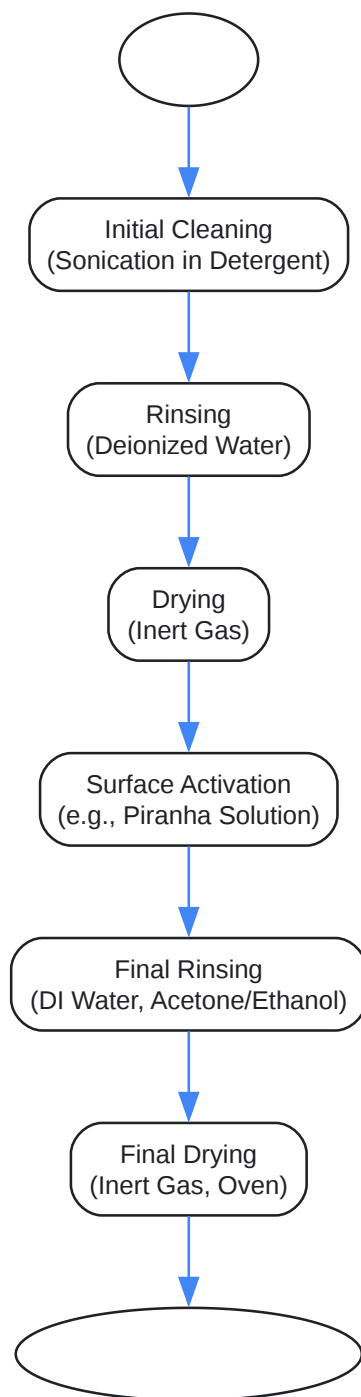 Initial Cleaning
(Sonication in Detergent)
Rinsing
(Deionized Water)
Drying
(Inert Gas)
Surface Activation
(e.g., Piranha Solution)
Final Rinsing
(DI Water, Acetone/Ethanol)
Final Drying
(Inert Gas, Oven)